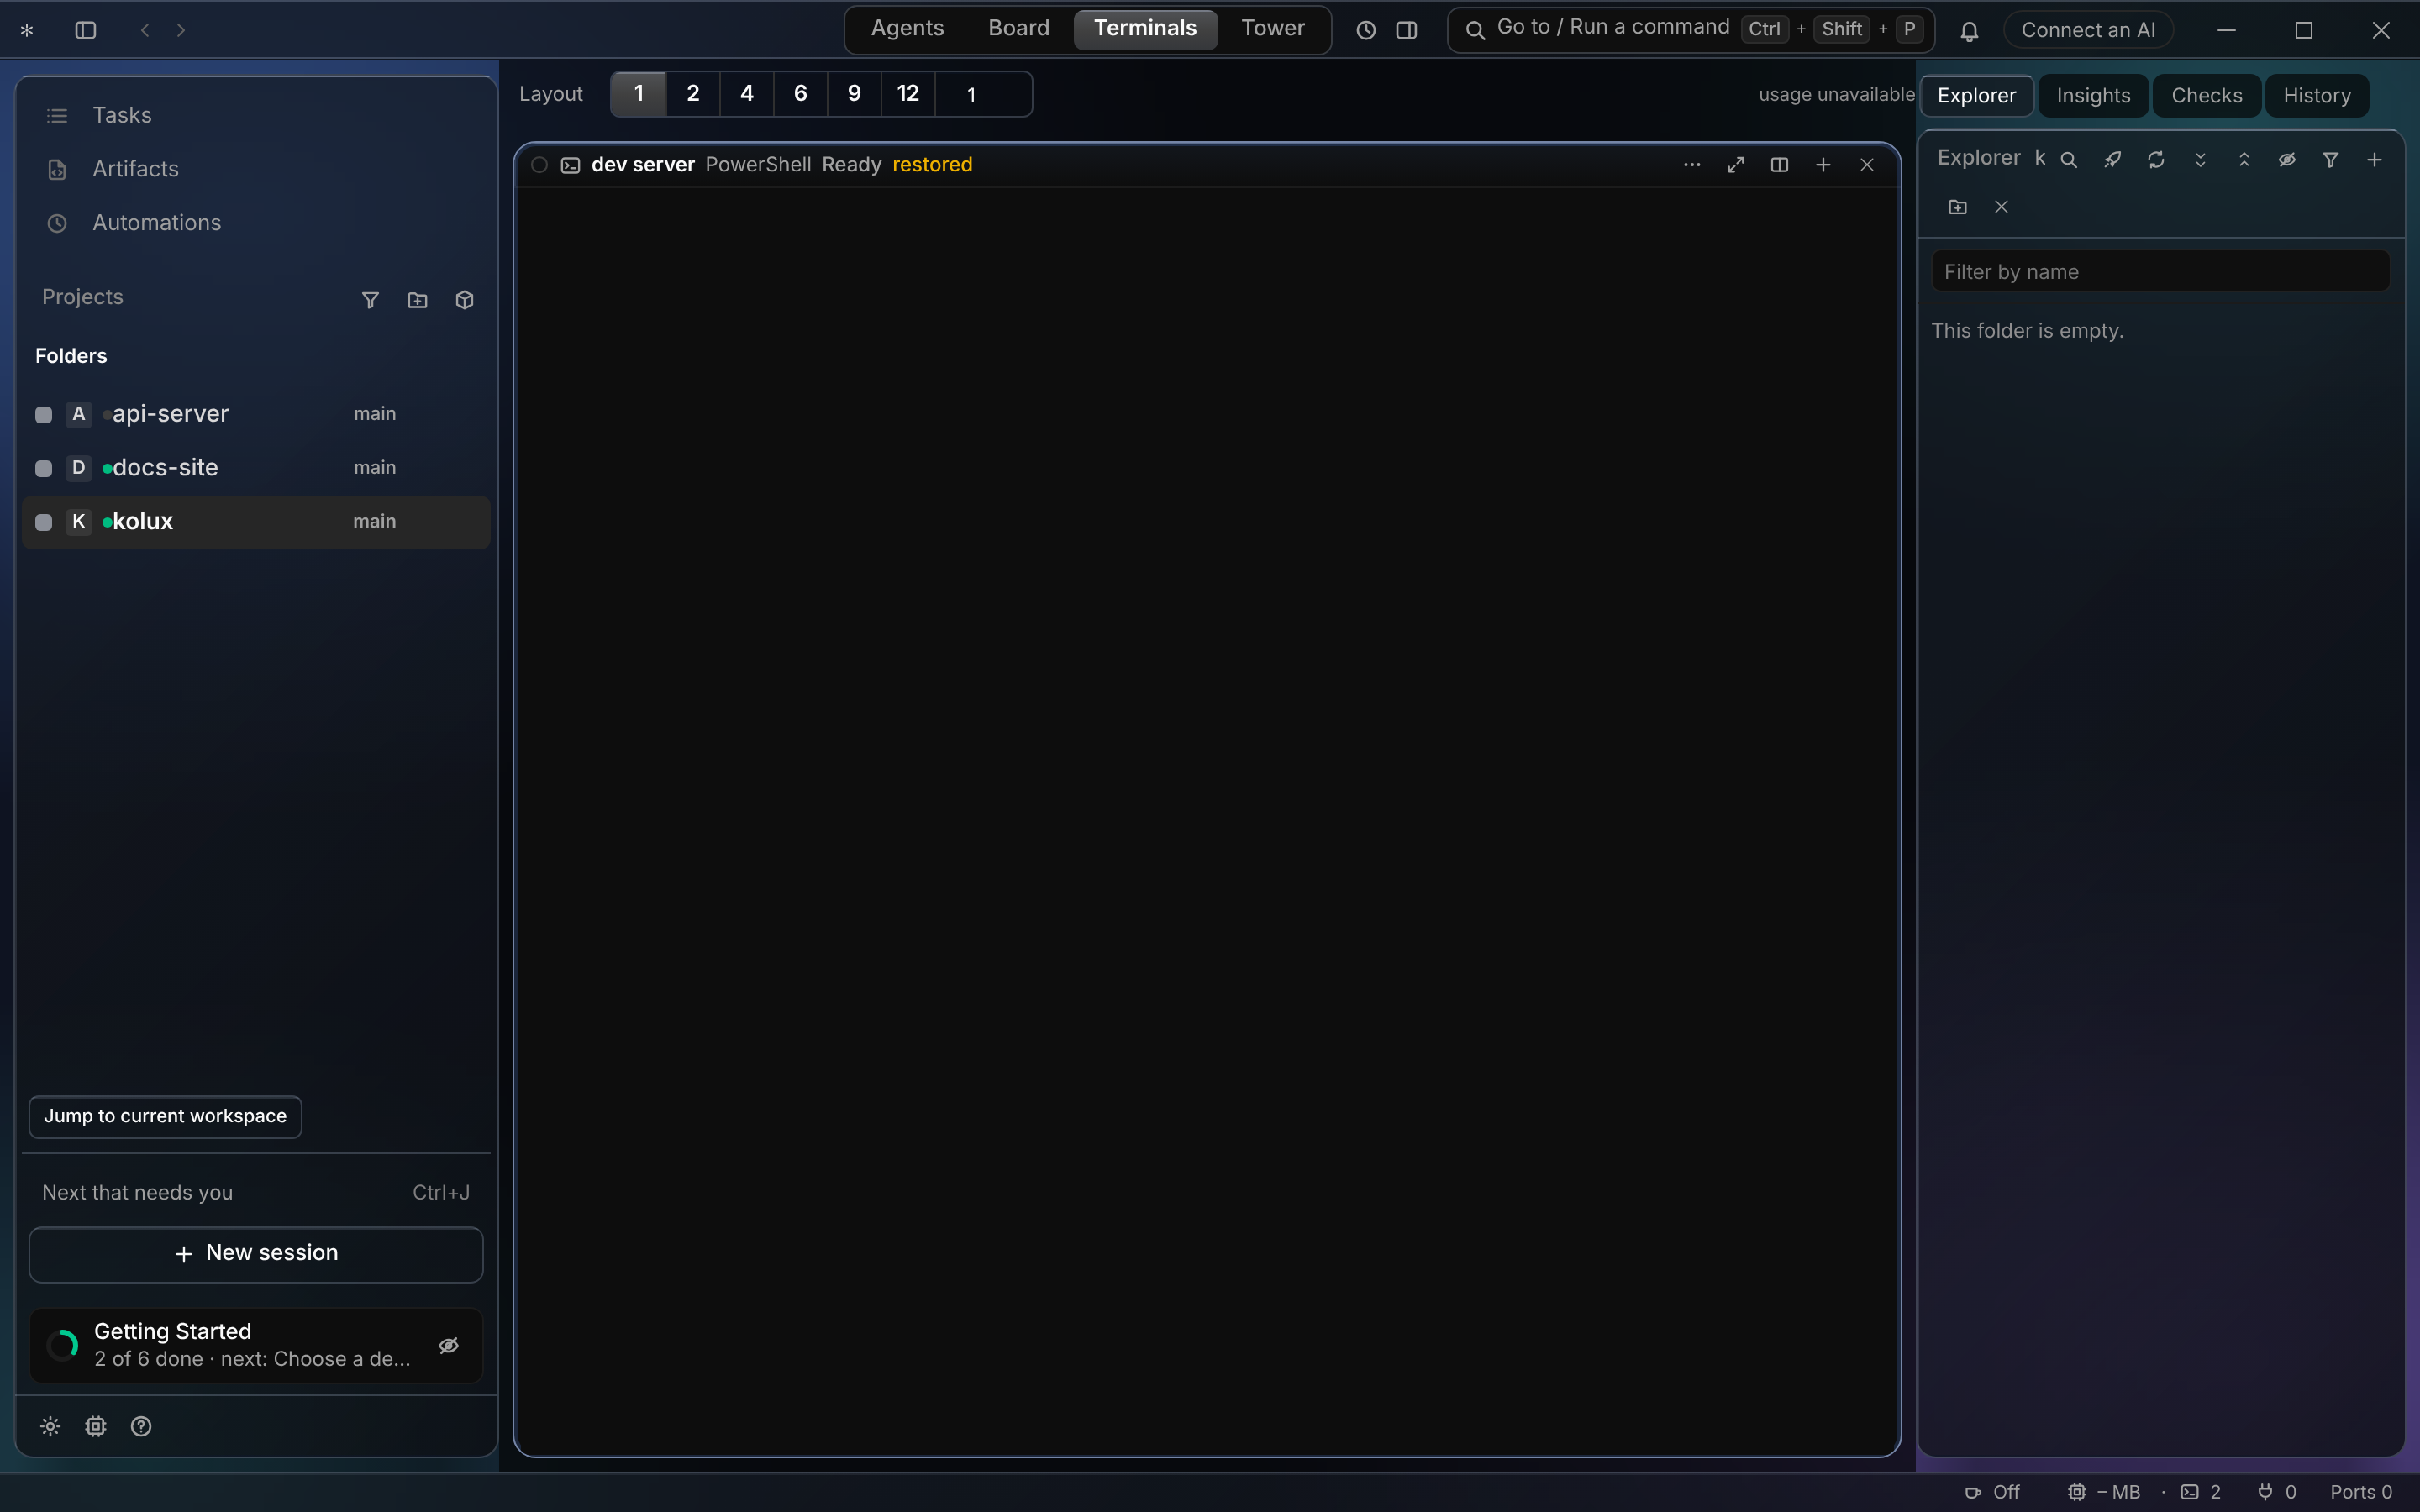 Agents Board Terminals Tower Go to / Run a command Ctrl + Shift + P Connect an AI
Tasks
Artifacts
Automations
Projects
Folders
A api-server main
D docs-site main
K kolux main
Jump to current workspace
Next that needs you Ctrl+J
+ New session
Getting Started
2 of 6 done · next: Choose a de...
Layout 1 2 4 6 9 12 1 usage unavailable
dev server PowerShell Ready restored
Explorer Insights Checks History
Explorer k
Filter by name
This folder is empty.
Off – MB · 2 0 Ports 0